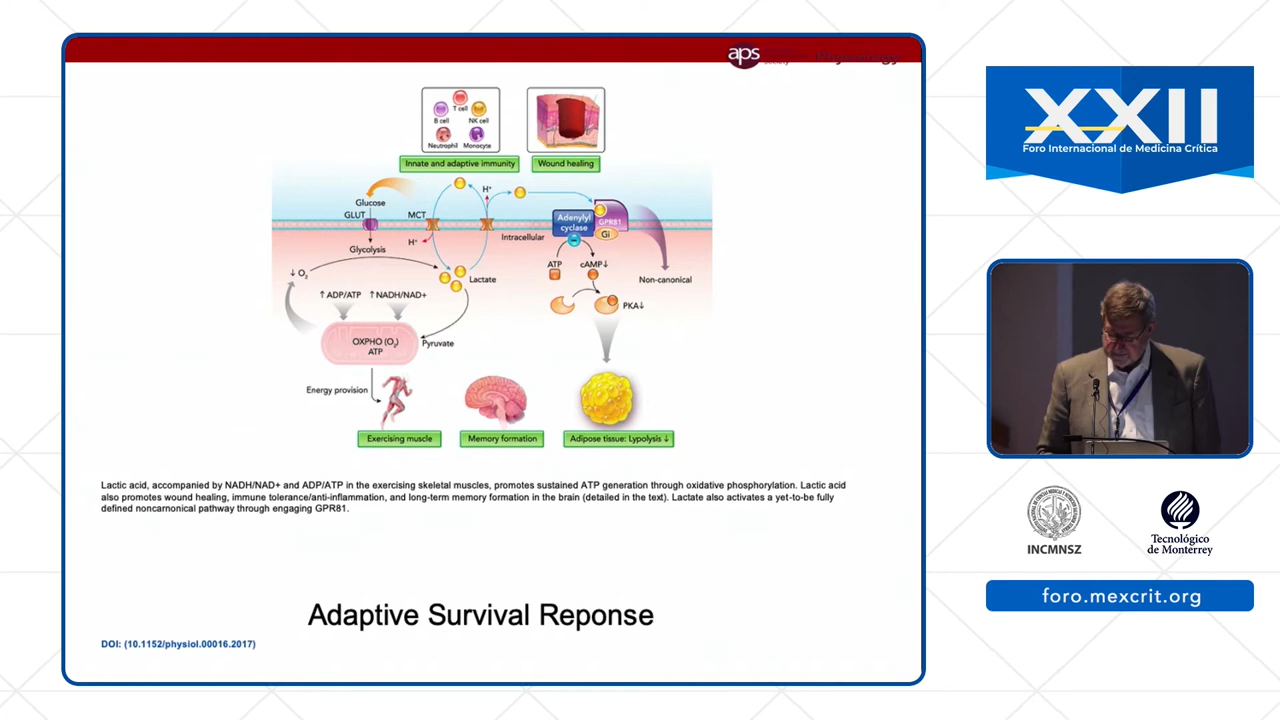 aps
T cell
B cell
NK cell
Neutrophil
Monocyte
Innate and adaptive immunity
Wound healing
Glucose
GLUT
MCT
H+
H+
Glycolysis
Intracellular
Adenylyl
cyclase
GPR81
Gi
ATP
cAMP↓
Non-canonical
↓ O2
Lactate
↑ ADP/ATP
↑ NADH/NAD+
PKA↓
OXPHO (O2)
ATP
Pyruvate
Energy provision
Exercising muscle
Memory formation
Adipose tissue: Lypolysis ↓
Lactic acid, accompanied by NADH/NAD+ and ADP/ATP in the exercising skeletal muscles, promotes sustained ATP generation through oxidative phosphorylation. Lactic acid
also promotes wound healing, immune tolerance/anti-inflammation, and long-term memory formation in the brain (detailed in the text). Lactate also activates a yet-to-be fully
defined noncarnonical pathway through engaging GPR81.
Adaptive Survival Reponse
DOI: (10.1152/physiol.00016.2017)
XXII
Foro Internacional de Medicina Crítica
INCMNSZ
Tecnológico
de Monterrey
foro.mexcrit.org